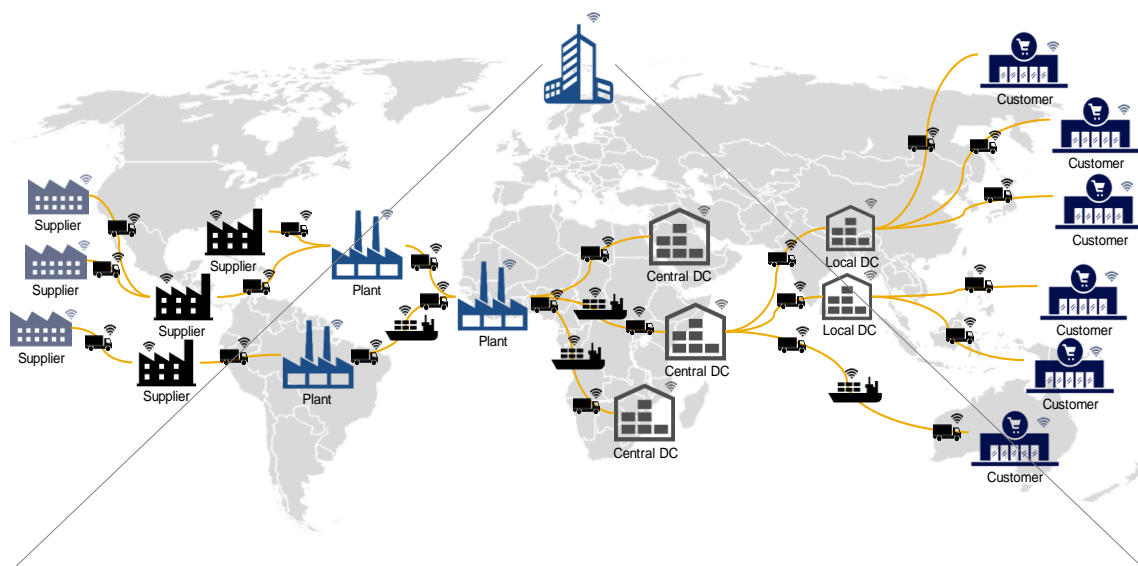 Customer
Customer
Supplier
Customer
Supplier
Local DC
Supplier
Central DC
Plant
Supplier
Local DC
Customer
Supplier
Plant
Supplier
Central DC
Customer
Plant
Central DC
Customer